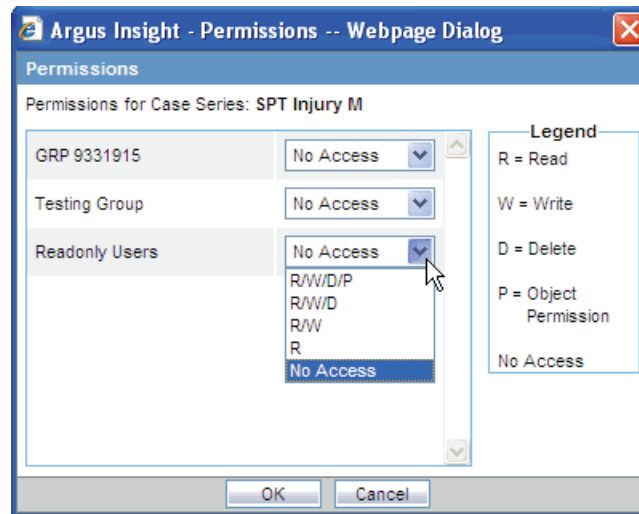 Argus Insight - Permissions -- Webpage Dialog
Permissions
Permissions for Case Series: SPT Injury M
GRP 9331915 No Access
Testing Group No Access
Readonly Users No Access
R/W/D/P
R/W/D
R/W
R
No Access
Legend
R = Read
W = Write
D = Delete
P = Object
Permission
No Access
OK Cancel